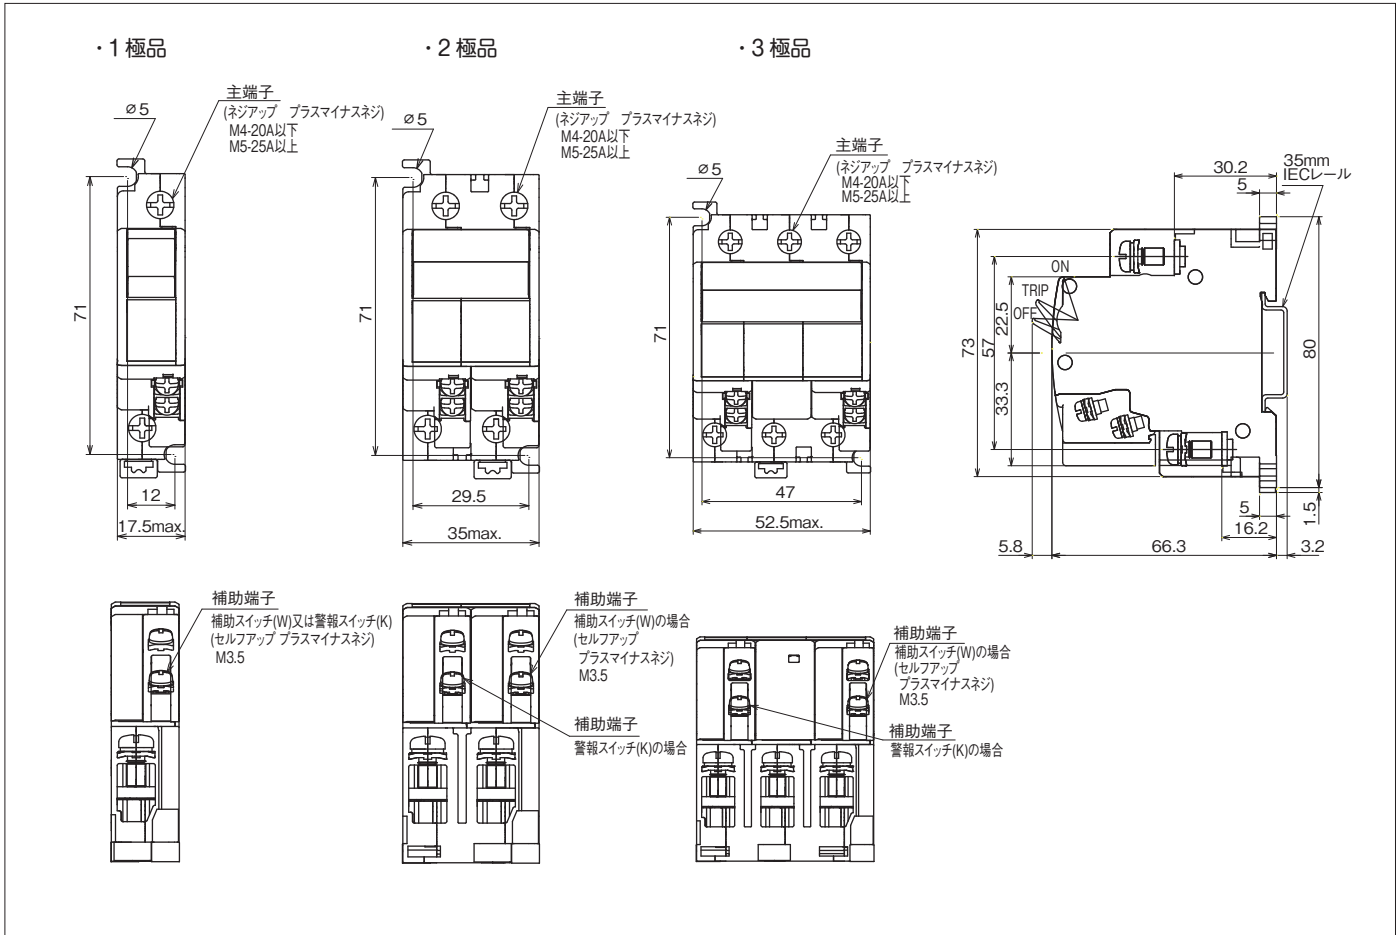 ・1 極品
・2 極品
・3 極品
ø5
主端子
(ネジアップ プラスマイナスネジ)
M4-20A以下
M5-25A以上
71
12
17.5max.
ø5
主端子
(ネジアップ プラスマイナスネジ)
M4-20A以下
M5-25A以上
71
29.5
35max.
ø5
主端子
(ネジアップ プラスマイナスネジ)
M4-20A以下
M5-25A以上
71
47
52.5max.
30.2
5
35mm
IECレール
ON
TRIP
OFF
73
57
22.5
33.3
80
5
16.2
1.5
5.8
66.3
3.2
補助端子
補助スイッチ(W)又は警報スイッチ(K)
(セルフアップ プラスマイナスネジ)
M3.5
補助端子
補助スイッチ(W)の場合
(セルフアップ
プラスマイナスネジ)
M3.5
補助端子
警報スイッチ(K)の場合
補助端子
補助スイッチ(W)の場合
(セルフアップ
プラスマイナスネジ)
M3.5
補助端子
警報スイッチ(K)の場合